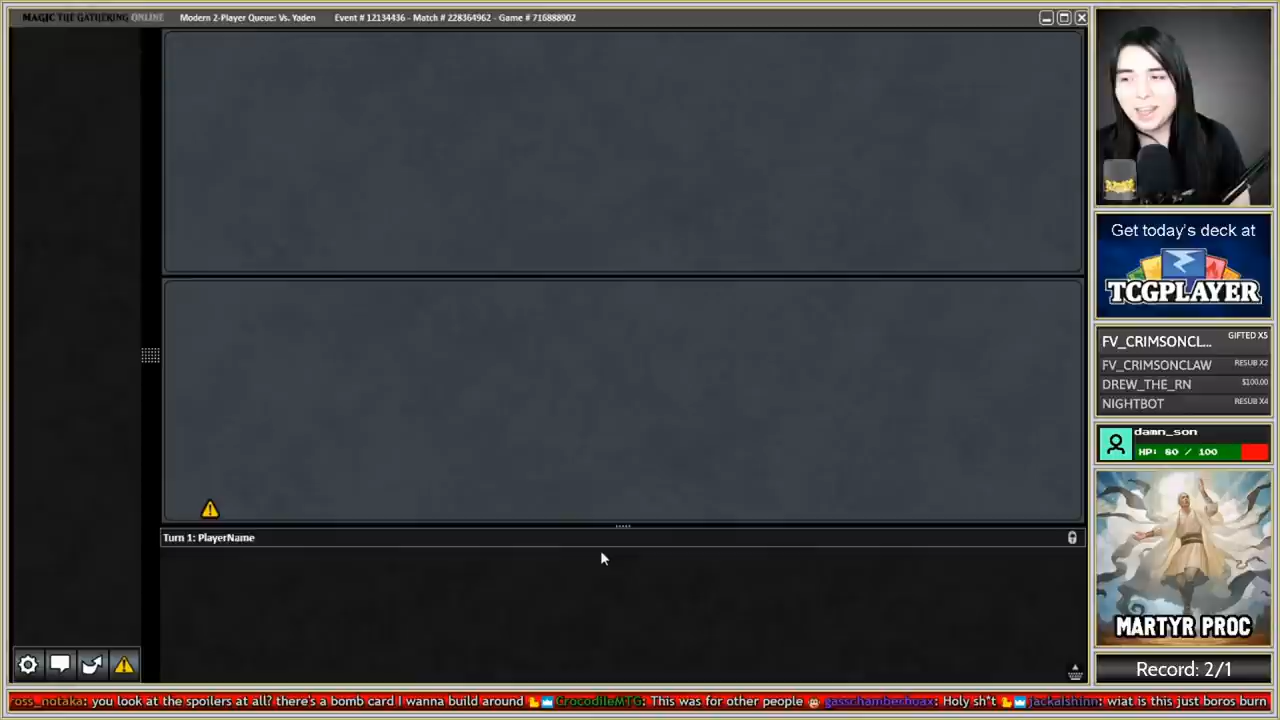 MAGIC THE GATHERING ONLINE Modern 2-Player Queue: Vs. Yaden Event # 12134436 - Match # 228364962 - Game # 716888902
Get today's deck at
TCGPLAYER
FV_CRIMSONCL... GIFTED X5
FV_CRIMSONCLAW RESUB X2
DREW_THE_RN $100.00
NIGHTBOT RESUB X4
damn_son
HP: 80 / 100
Turn 1: PlayerName
MARTYR PROC
Record: 2/1
ross_notaka: you look at the spoilers at all? there's a bomb card I wanna build around CrocodileMTG: This was for other people gasschamberhoax: Holy sh*t jackalshinn: wiat is this just boros burn